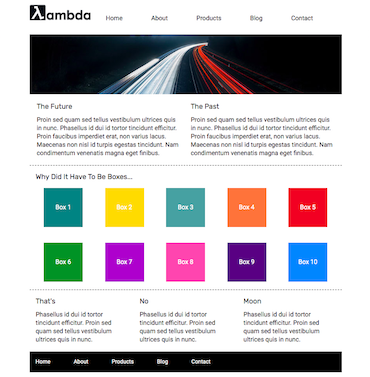 λambda Home About Products Blog Contact
The Future
Proin sed quam sed tellus vestibulum ultrices quis
in nunc. Phasellus id dui id tortor tincidunt efficitur.
Proin faucibus imperdiet erat, non varius lacus.
Maecenas non nisl id turpis egestas tincidunt. Nam
condimentum venenatis magna eget finibus.
The Past
Proin sed quam sed tellus vestibulum ultrices quis
in nunc. Phasellus id dui id tortor tincidunt efficitur.
Proin faucibus imperdiet erat, non varius lacus.
Maecenas non nisl id turpis egestas tincidunt. Nam
condimentum venenatis magna eget finibus.
Why Did It Have To Be Boxes...
Box 1 Box 2 Box 3 Box 4 Box 5
Box 6 Box 7 Box 8 Box 9 Box 10
That's
Phasellus id dui id tortor
tincidunt efficitur. Proin sed
quam sed tellus vestibulum
ultrices quis in nunc.
No
Phasellus id dui id tortor
tincidunt efficitur. Proin sed
quam sed tellus vestibulum
ultrices quis in nunc.
Moon
Phasellus id dui id tortor
tincidunt efficitur. Proin sed
quam sed tellus vestibulum
ultrices quis in nunc.
Home About Products Blog Contact